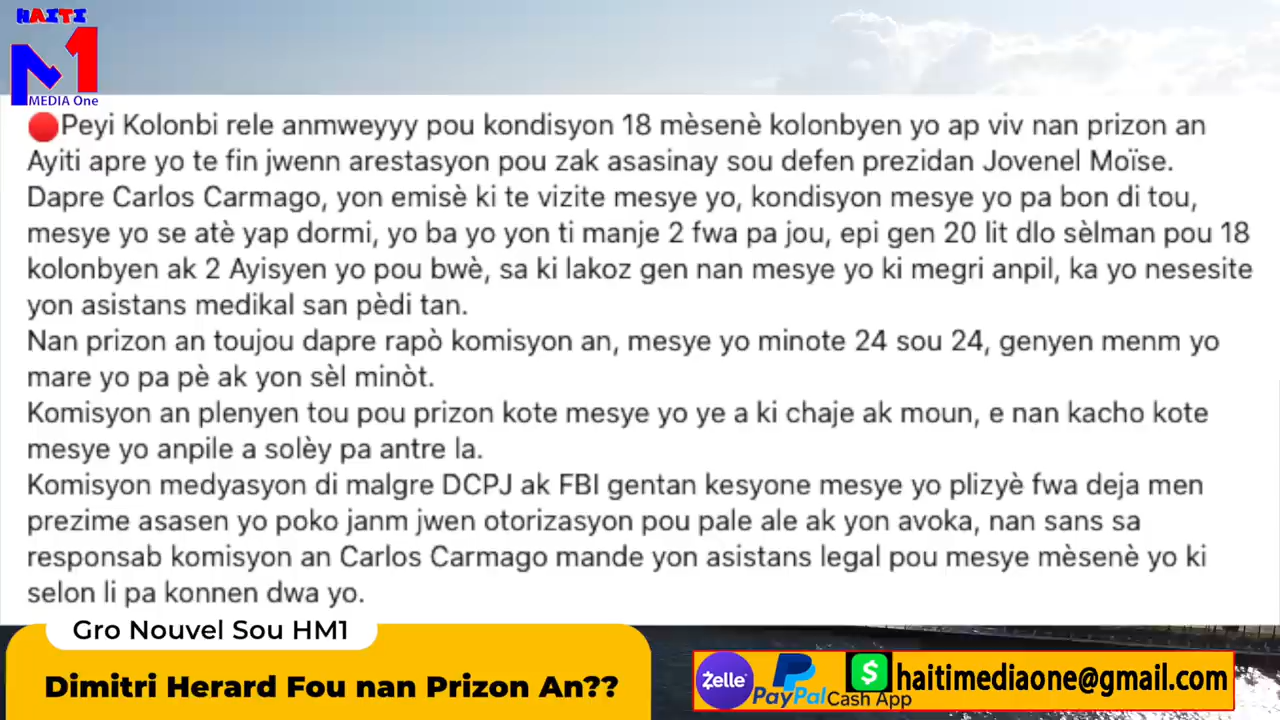 HAITI
M1
MEDIA One
🔴Peyi Kolonbi rele anmweyyy pou kondisyon 18 mèsenè kolonbyen yo ap viv nan prizon an
Ayiti apre yo te fin jwenn arestasyon pou zak asasinay sou defen prezidan Jovenel Moïse.
Dapre Carlos Carmago, yon emisè ki te vizite mesye yo, kondisyon mesye yo pa bon di tou,
mesye yo se atè yap dormi, yo ba yo yon ti manje 2 fwa pa jou, epi gen 20 lit dlo sèlman pou 18
kolonbyen ak 2 Ayisyen yo pou bwè, sa ki lakoz gen nan mesye yo ki megri anpil, ka yo nesesite
yon asistans medikal san pèdi tan.
Nan prizon an toujou dapre rapò komisyon an, mesye yo minote 24 sou 24, genyen menm yo
mare yo pa pè ak yon sèl minòt.
Komisyon an plenyen tou pou prizon kote mesye yo ye a ki chaje ak moun, e nan kacho kote
mesye yo anpile a solèy pa antre la.
Komisyon medyasyon di malgre DCPJ ak FBI gentan kesyone mesye yo plizyè fwa deja men
prezime asasen yo poko janm jwen otorizasyon pou pale ale ak yon avoka, nan sans sa
responsab komisyon an Carlos Carmago mande yon asistans legal pou mesye mèsenè yo ki
selon li pa konnen dwa yo.
Gro Nouvel Sou HM1
Dimitri Herard Fou nan Prizon An??
Zelle
PayPal
$
Cash App
haitimediaone@gmail.com